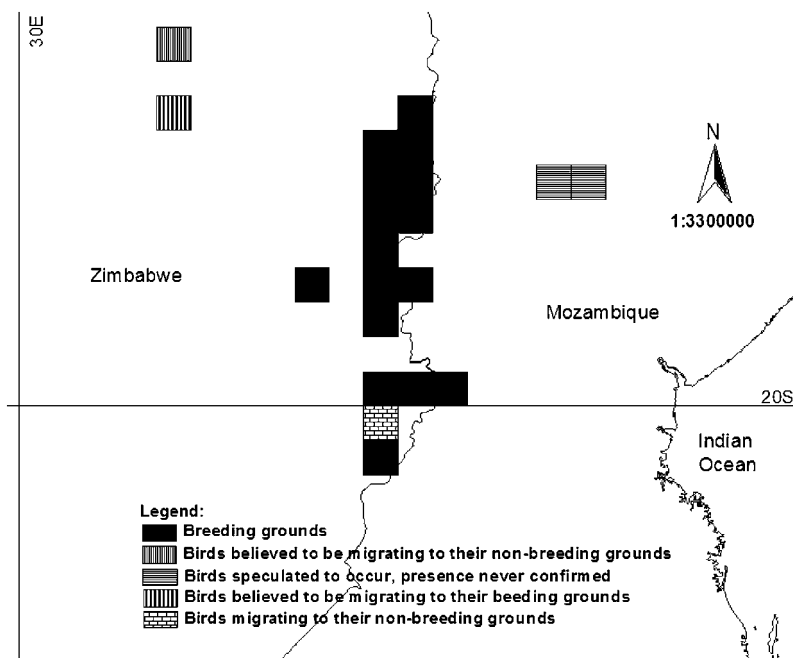 30E
N
1:3300000
Zimbabwe
Mozambique
20S
Indian
Ocean
Legend:
Breeding grounds
Birds believed to be migrating to their non-breeding grounds
Birds speculated to occur, presence never confirmed
Birds believed to be migrating to their beeding grounds
Birds migrating to their non-breeding grounds